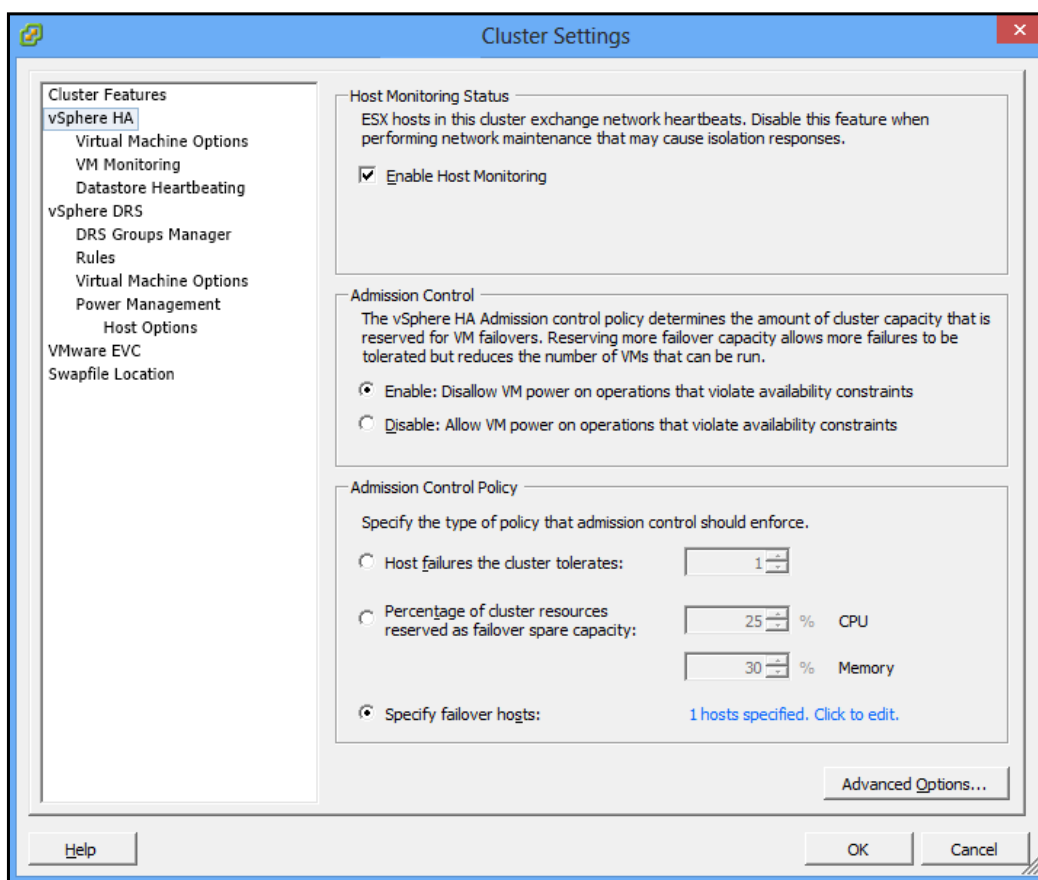 Cluster Settings
Cluster Features
vSphere HA
Virtual Machine Options
VM Monitoring
Datastore Heartbeating
vSphere DRS
DRS Groups Manager
Rules
Virtual Machine Options
Power Management
Host Options
VMware EVC
Swapfile Location
Host Monitoring Status
ESX hosts in this cluster exchange network heartbeats. Disable this feature when
performing network maintenance that may cause isolation responses.
Enable Host Monitoring
Admission Control
The vSphere HA Admission control policy determines the amount of cluster capacity that is
reserved for VM failovers. Reserving more failover capacity allows more failures to be
tolerated but reduces the number of VMs that can be run.
Enable: Disallow VM power on operations that violate availability constraints
Disable: Allow VM power on operations that violate availability constraints
Admission Control Policy
Specify the type of policy that admission control should enforce.
Host failures the cluster tolerates: 1
Percentage of cluster resources
reserved as failover spare capacity: 25 % CPU
30 % Memory
Specify failover hosts: 1 hosts specified. Click to edit.
Advanced Options...
Help OK Cancel